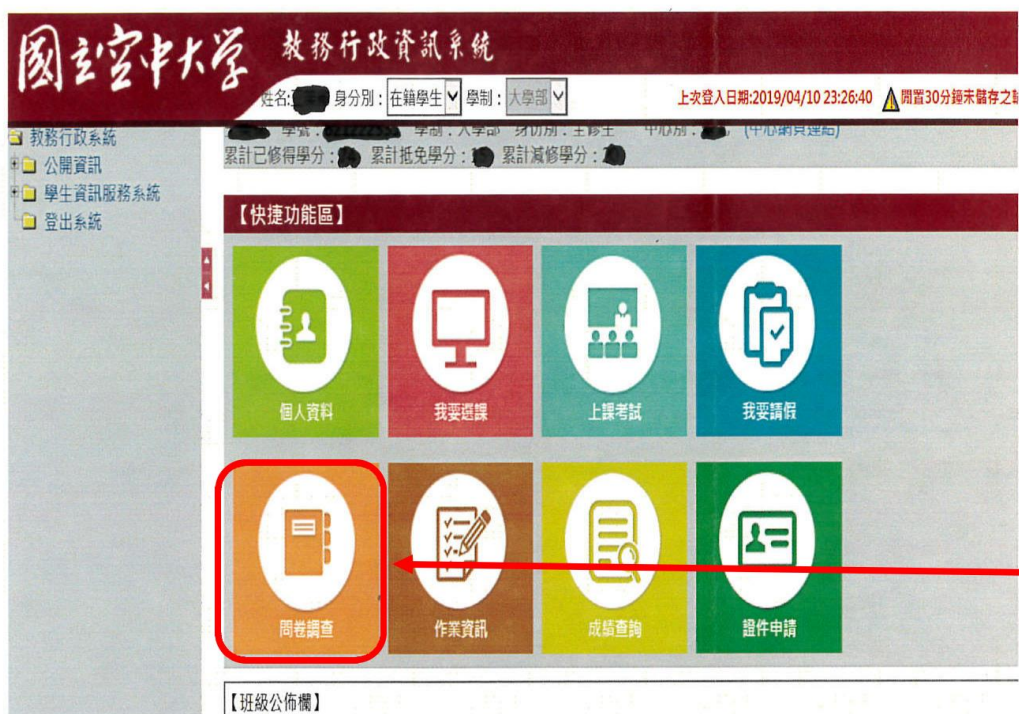 國立空中大学 教務行政資訊系統
姓名: 身分別：在籍學生 學制：大學部 上次登入日期:2019/04/10 23:26:40 閒置30分鐘未儲存之
教務行政系統
公開資訊
學生資訊服務系統
登出系統
學號： 學制：大學部 身份別：主修生 中心別： (中心網頁連結)
累計已修得學分： 累計抵免學分： 累計減修學分：
【快捷功能區】
個人資料 我要選課 上課考試 我要請假
問卷調查 作業資訊 成績查詢 證件申請
【班級公佈欄】